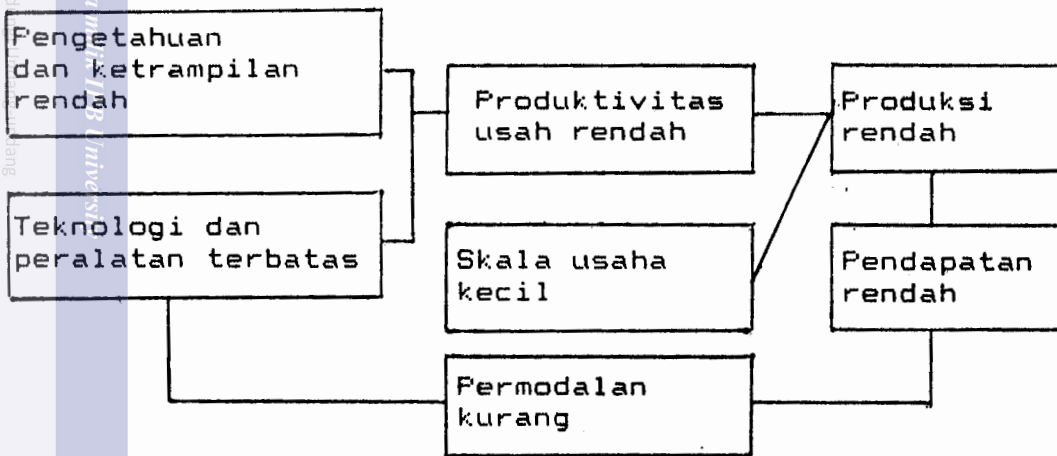 Pengetahuan
dan ketrampilan
rendah
Produktivitas
usah rendah
Produksi
rendah
Teknologi dan
peralatan terbatas
Skala usaha
kecil
Pendapatan
rendah
Permodalan
kurang